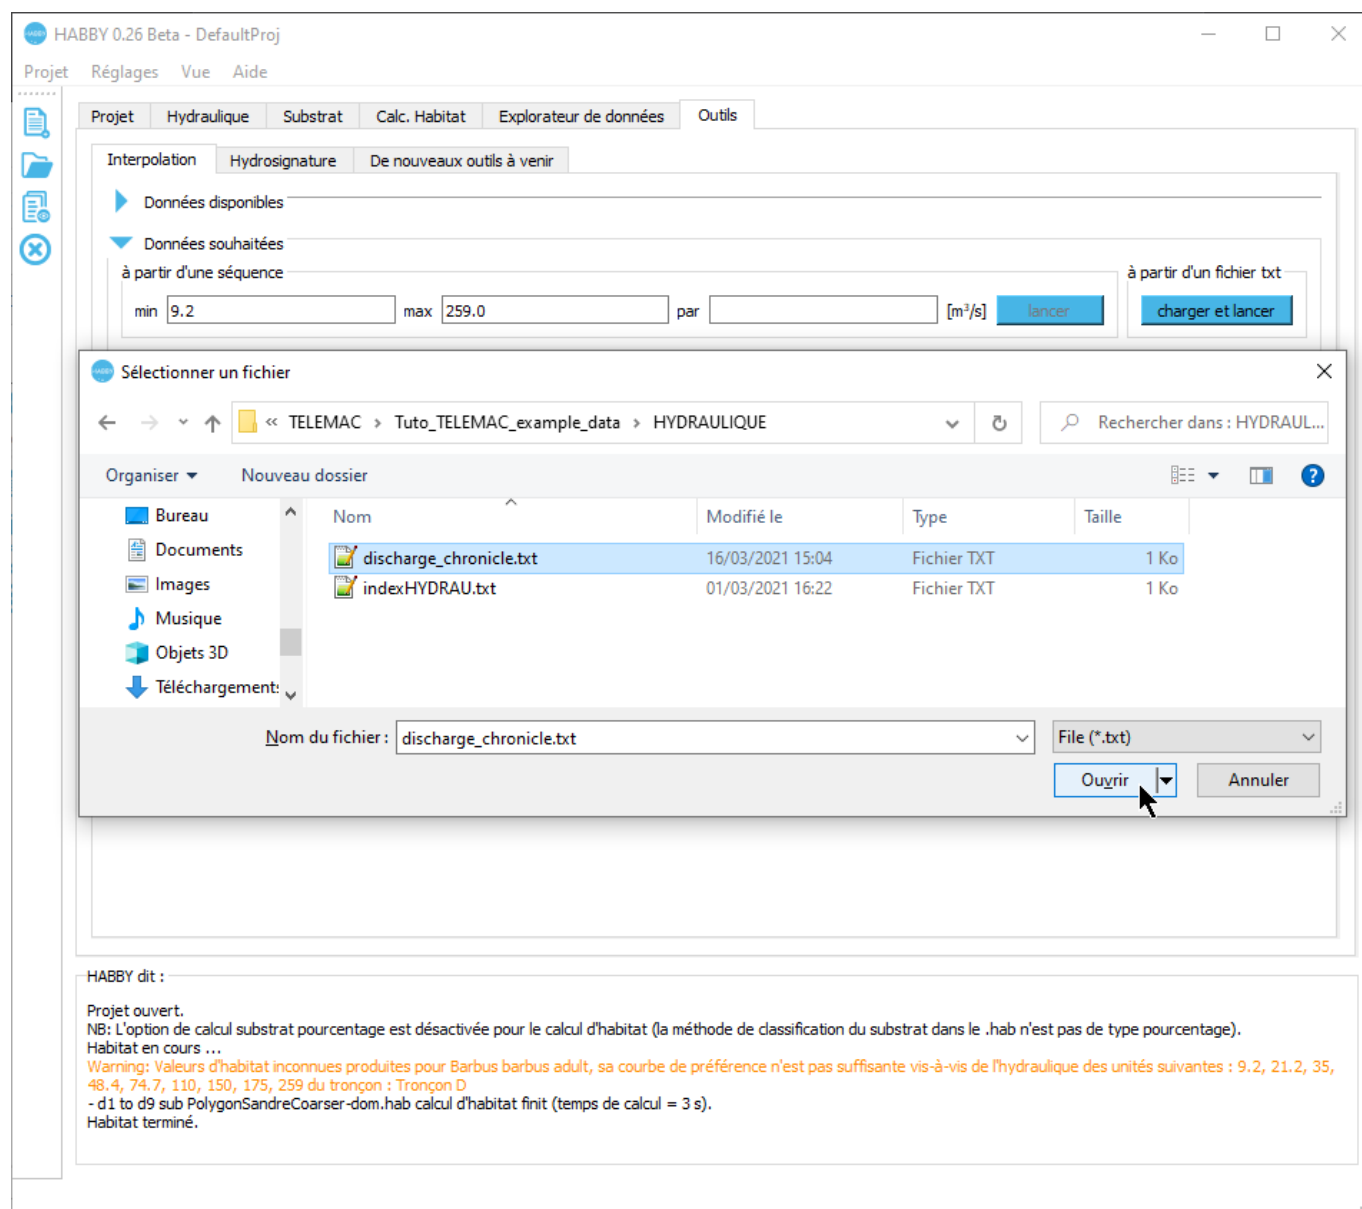 HABBY 0.26 Beta - DefaultProj
Projet Réglages Vue Aide
Projet Hydraulique Substrat Calc. Habitat Explorateur de données Outils
Interpolation Hydrosignature De nouveaux outils à venir
Données disponibles
Données souhaitées
à partir d'une séquence à partir d'un fichier txt
min 9.2 max 259.0 par [m³/s] lancer charger et lancer
Sélectionner un fichier
« TELEMAC > Tuto_TELEMAC_example_data > HYDRAULIQUE Rechercher dans : HYDRAUL...
Organiser Nouveau dossier
Bureau Nom Modifié le Type Taille
Documents discharge_chronicle.txt 16/03/2021 15:04 Fichier TXT 1 Ko
Images indexHYDRAU.txt 01/03/2021 16:22 Fichier TXT 1 Ko
Musique
Objets 3D
Téléchargements
Nom du fichier : discharge_chronicle.txt File (*.txt)
Ouvrir Annuler
HABBY dit :
Projet ouvert.
NB: L'option de calcul substrat pourcentage est désactivée pour le calcul d'habitat (la méthode de classification du substrat dans le .hab n'est pas de type pourcentage).
Habitat en cours ...
Warning: Valeurs d'habitat inconnues produites pour Barbus barbus adult, sa courbe de préférence n'est pas suffisante vis-à-vis de l'hydraulique des unités suivantes : 9.2, 21.2, 35,
48.4, 74.7, 110, 150, 175, 259 du tronçon : Tronçon D
- d1 to d9 sub PolygonSandreCoarser-dom.hab calcul d'habitat finit (temps de calcul = 3 s).
Habitat terminé.